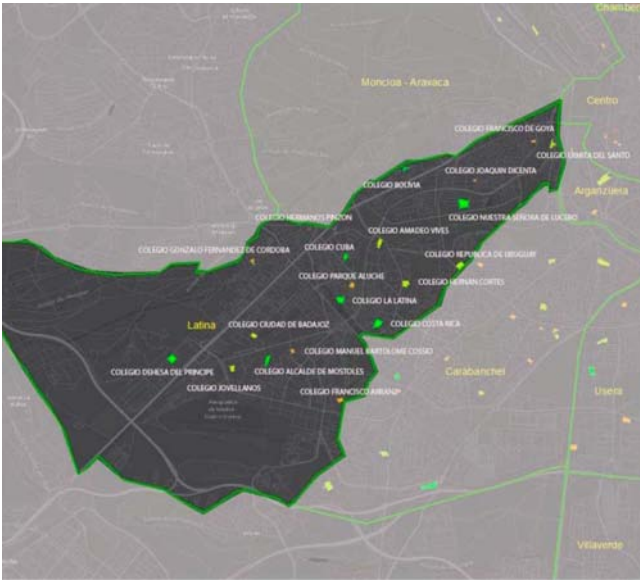 Chamberí
Moncloa - Aravaca
Centro
COLEGIO FRANCISCO DE GOYA
COLEGIO ERMITA DEL SANTO
COLEGIO JOAQUIN DICENTA
COLEGIO BOLIVIA
Arganzuela
COLEGIO HERMANOS PINZON
COLEGIO NUESTRA SEÑORA DE LUCERO
COLEGIO AMADEO VIVES
COLEGIO GONZALO FERNANDEZ DE CORDOBA
COLEGIO CUBA
COLEGIO REPUBLICA DE URUGUAY
COLEGIO PARQUE ALUCHE
COLEGIO HERNAN CORTES
COLEGIO LA LATINA
Latina
COLEGIO CIUDAD DE BADAJOZ
COLEGIO COSTA RICA
COLEGIO MANUEL BARTOLOME COSSIO
COLEGIO DEHESA DEL PRINCIPE
COLEGIO ALCALDE DE MOSTOLES
Carabanchel
COLEGIO JOVELLANOS
COLEGIO FRANCISCO ARRANZ
Usera
Villaverde